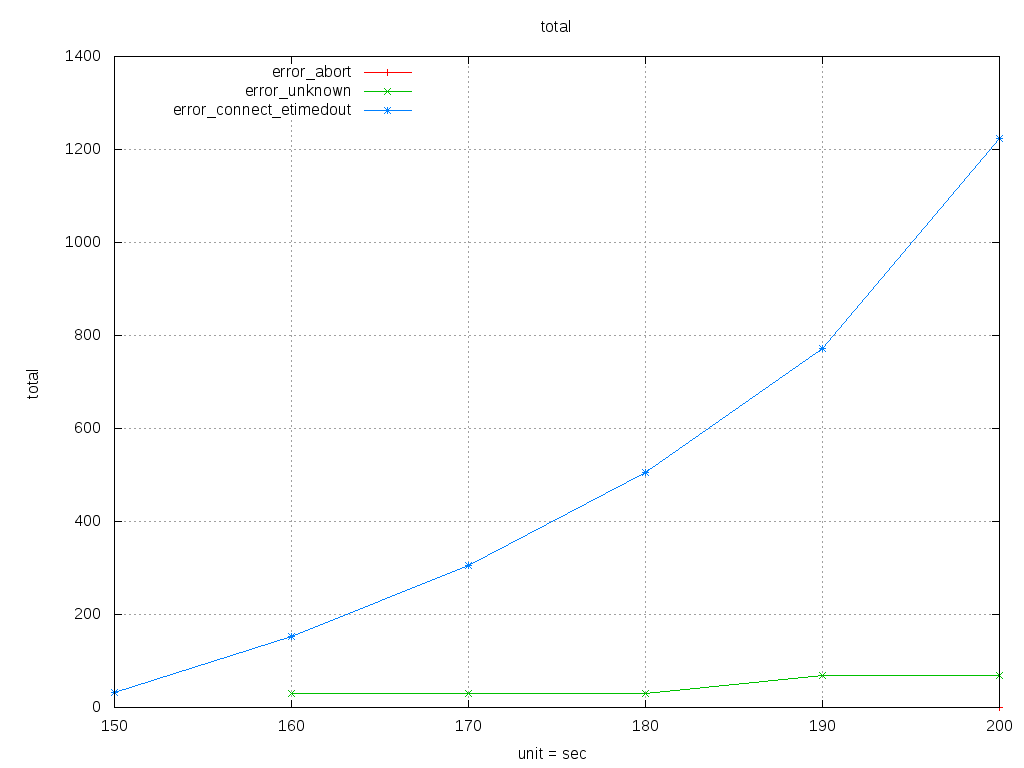 total
1400
1200
1000
800
600
400
200
0
error_abort
error_unknown
error_connect_etimedout
total
150 160 170 180 190 200
unit = sec